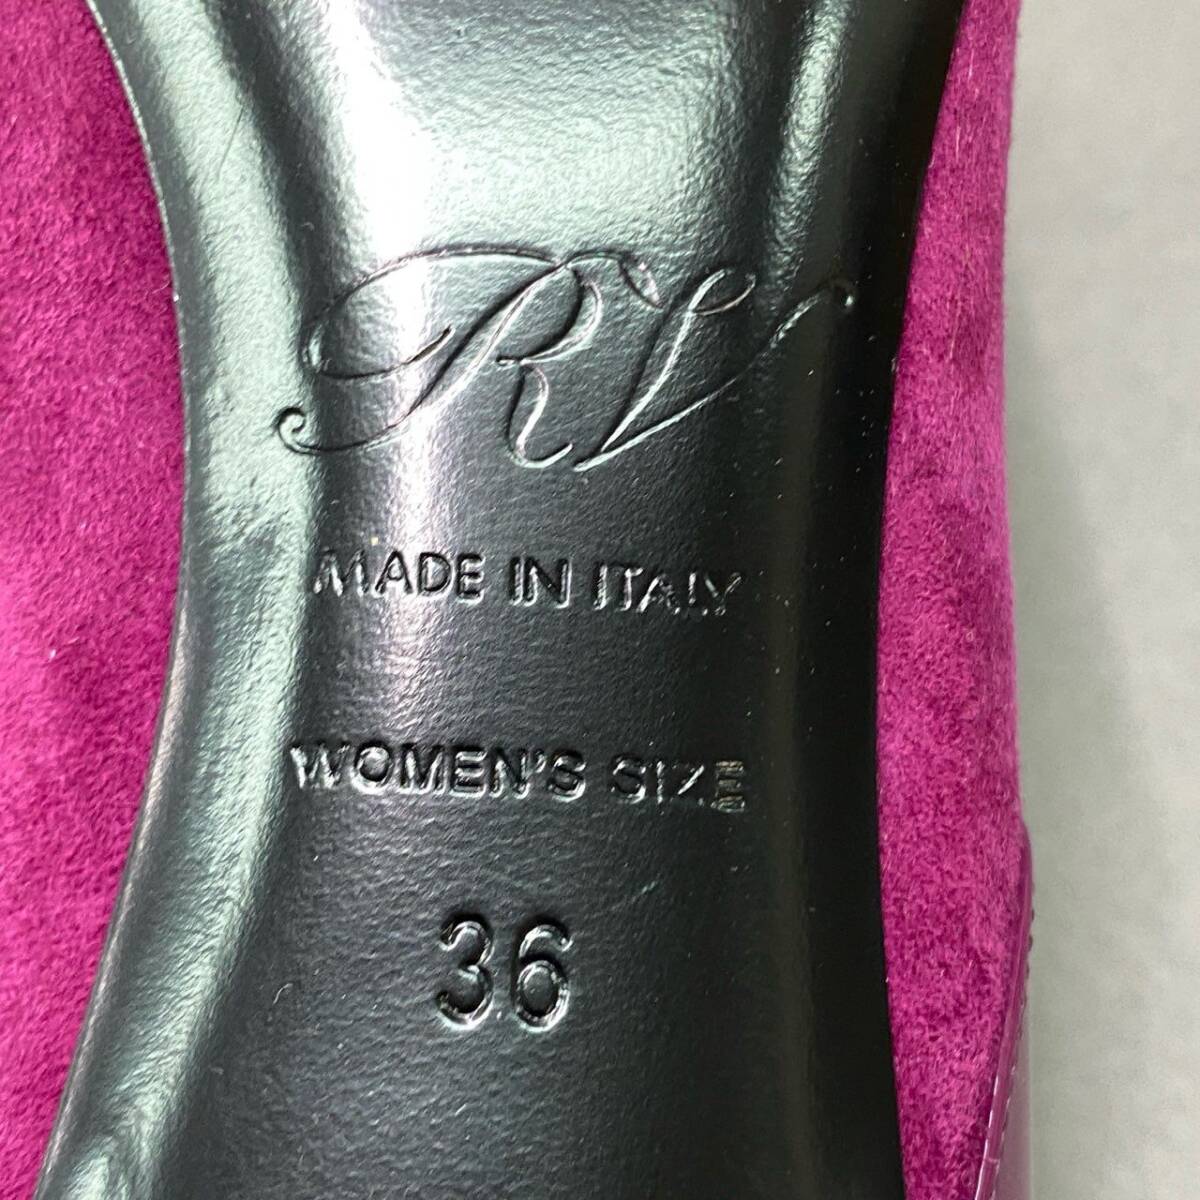 RV
MADE IN ITALY
WOMEN'S SIZE
36